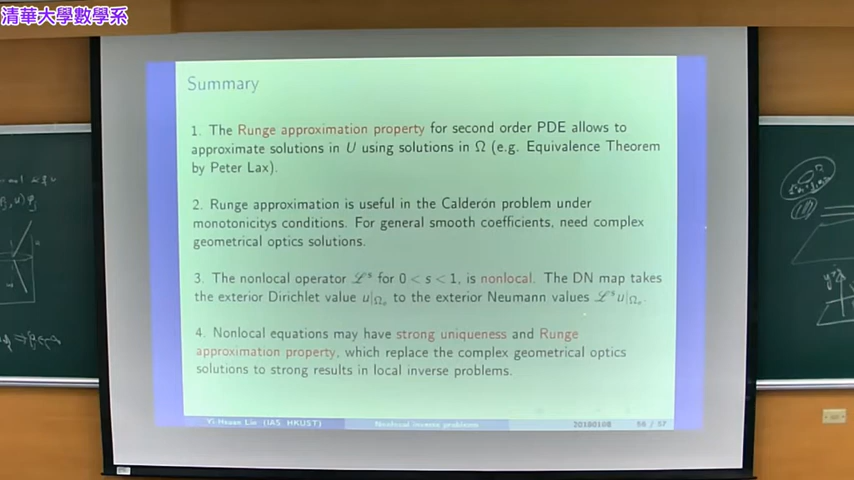 清華大學數學系
Summary
1. The Runge approximation property for second order PDE allows to
approximate solutions in U using solutions in Ω (e.g. Equivalence Theorem
by Peter Lax).
2. Runge approximation is useful in the Calderón problem under
monotonicitys conditions. For general smooth coefficients, need complex
geometrical optics solutions.
3. The nonlocal operator ℒˢ for 0 < s < 1, is nonlocal. The DN map takes
the exterior Dirichlet value u|Ωₑ to the exterior Neumann values ℒˢu|Ωₑ.
4. Nonlocal equations may have strong uniqueness and Runge
approximation property, which replace the complex geometrical optics
solutions to strong results in local inverse problems.
Yi-Hsuan Lin (IAS, HKUST) Nonlocal inverse problems 20180108 56 / 57